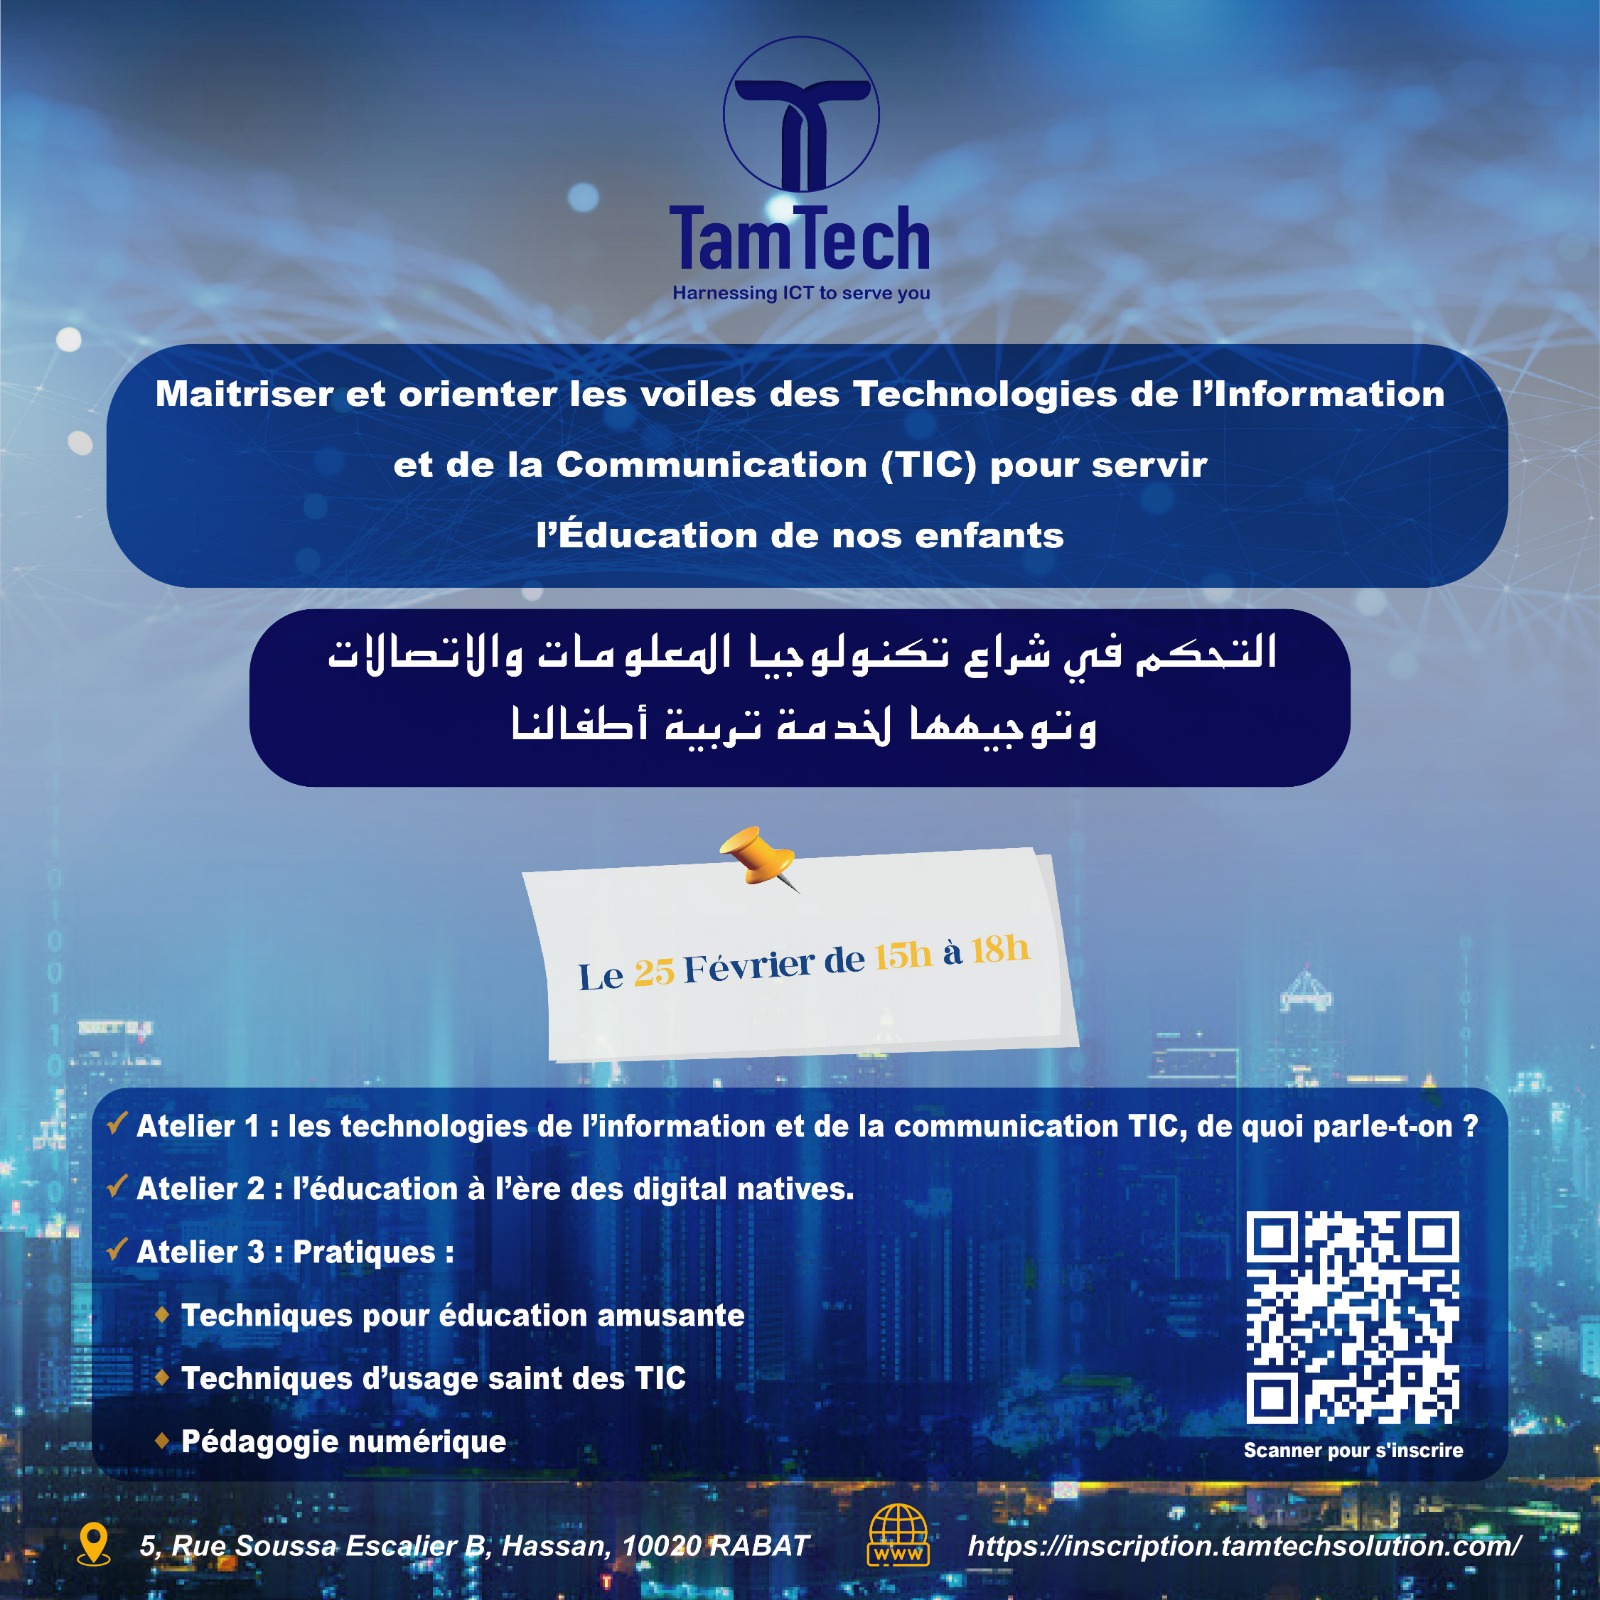 TamTech
Harnessing ICT to serve you
Maitriser et orienter les voiles des Technologies de l'Information
et de la Communication (TIC) pour servir
l'Éducation de nos enfants
التحكم في شراع تكنولوجيا المعلومات والاتصالات
وتوجيهها لخدمة تربية أطفالنا
Le 25 Février de 15h à 18h
✓ Atelier 1 : les technologies de l'information et de la communication TIC, de quoi parle-t-on ?
✓ Atelier 2 : l'éducation à l'ère des digital natives.
✓ Atelier 3 : Pratiques :
♦ Techniques pour éducation amusante
♦ Techniques d'usage saint des TIC
♦ Pédagogie numérique
Scanner pour s'inscrire
5, Rue Soussa Escalier B, Hassan, 10020 RABAT
www
https://inscription.tamtechsolution.com/